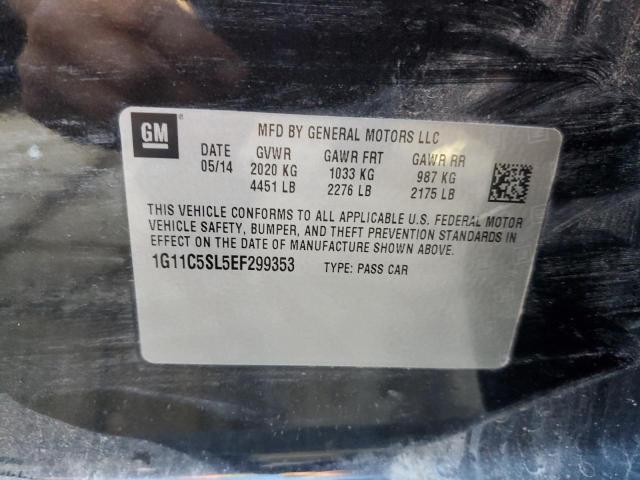 GM ®
MFD BY GENERAL MOTORS LLC
DATE GVWR GAWR FRT GAWR RR
05/14 2020 KG 1033 KG 987 KG
4451 LB 2276 LB 2175 LB
THIS VEHICLE CONFORMS TO ALL APPLICABLE U.S. FEDERAL MOTOR
VEHICLE SAFETY, BUMPER, AND THEFT PREVENTION STANDARDS IN
EFFECT ON THE DATE OF MANUFACTURE SHOWN ABOVE.
1G11C5SL5EF299353 TYPE: PASS CAR